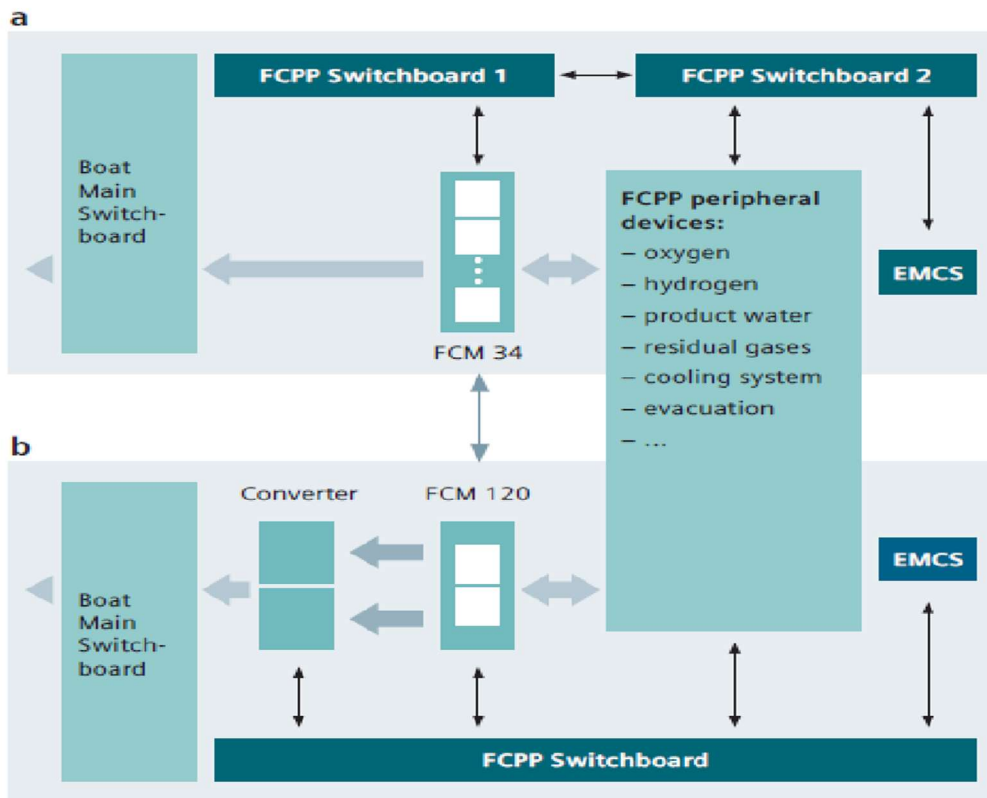 a
FCPP Switchboard 1
FCPP Switchboard 2
Boat
Main
Switch-
board
FCPP peripheral
devices:
– oxygen
– hydrogen
– product water
– residual gases
– cooling system
– evacuation
– ...
EMCS
FCM 34
b
Converter
FCM 120
EMCS
Boat
Main
Switch-
board
FCPP Switchboard